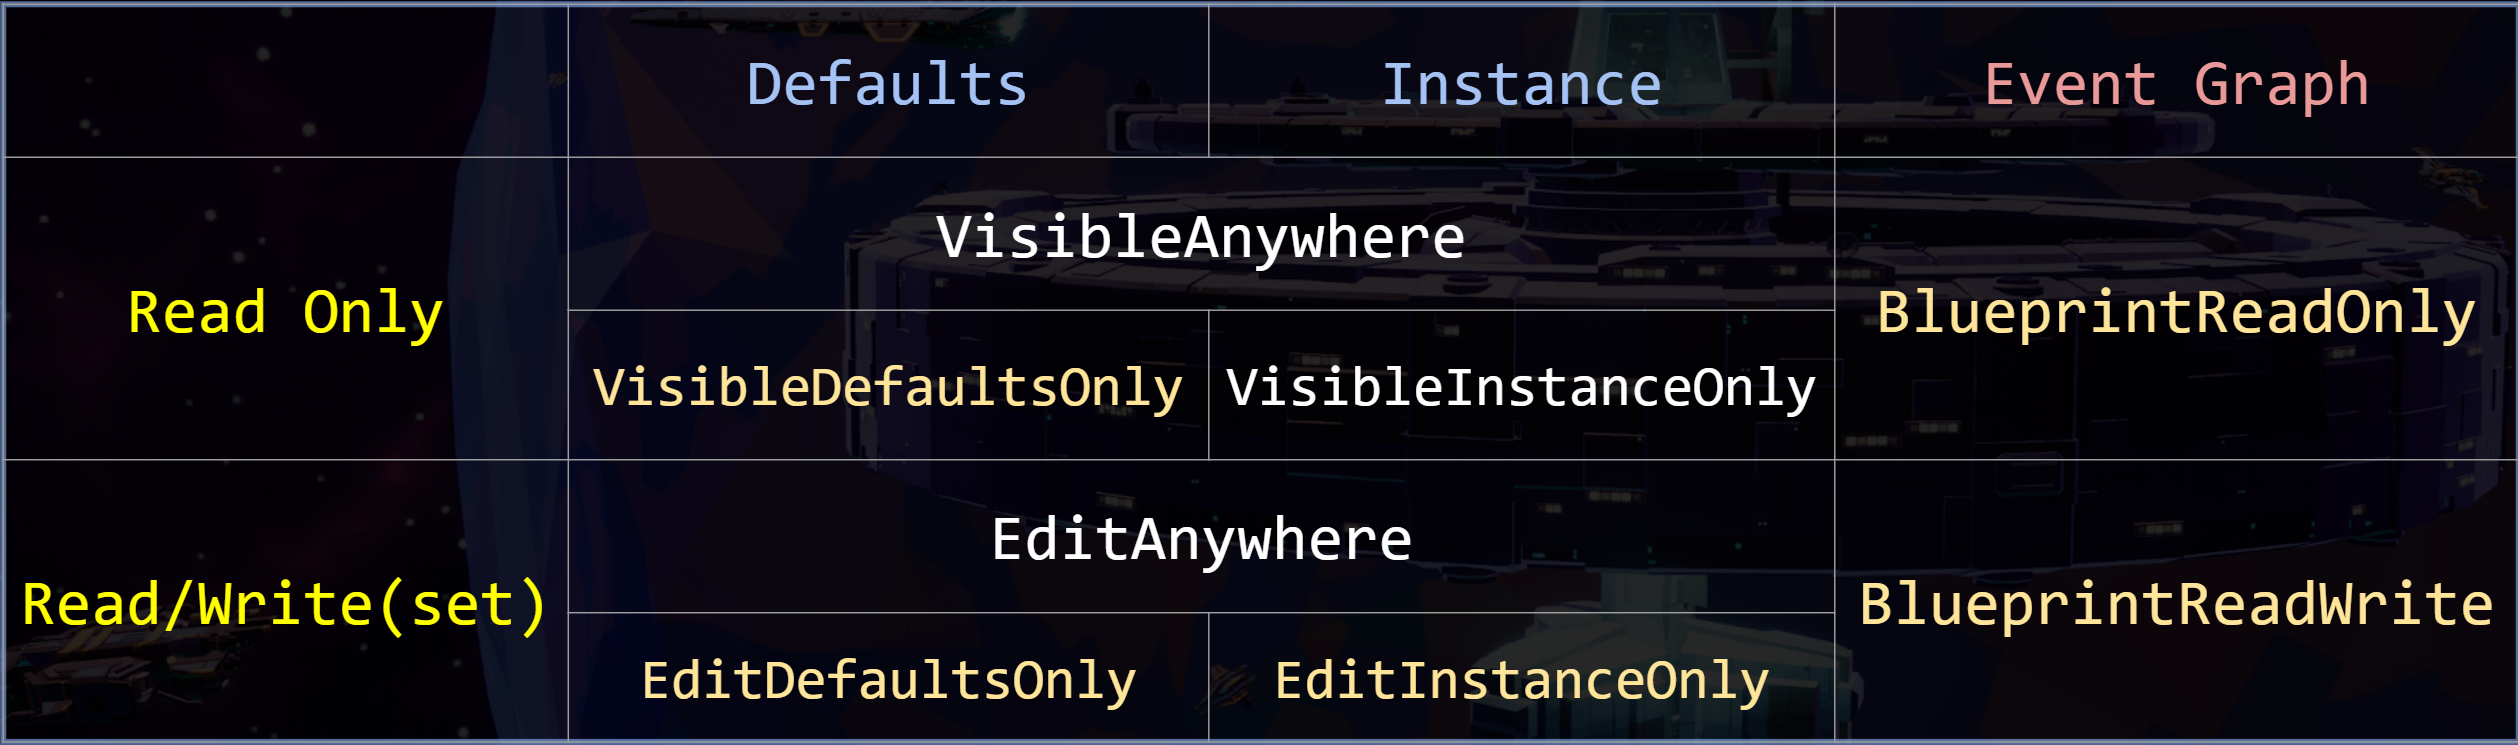 Defaults
Instance
Event Graph
Read Only
VisibleAnywhere
VisibleDefaultsOnly
VisibleInstanceOnly
BlueprintReadOnly
Read/Write(set)
EditAnywhere
EditDefaultsOnly
EditInstanceOnly
BlueprintReadWrite